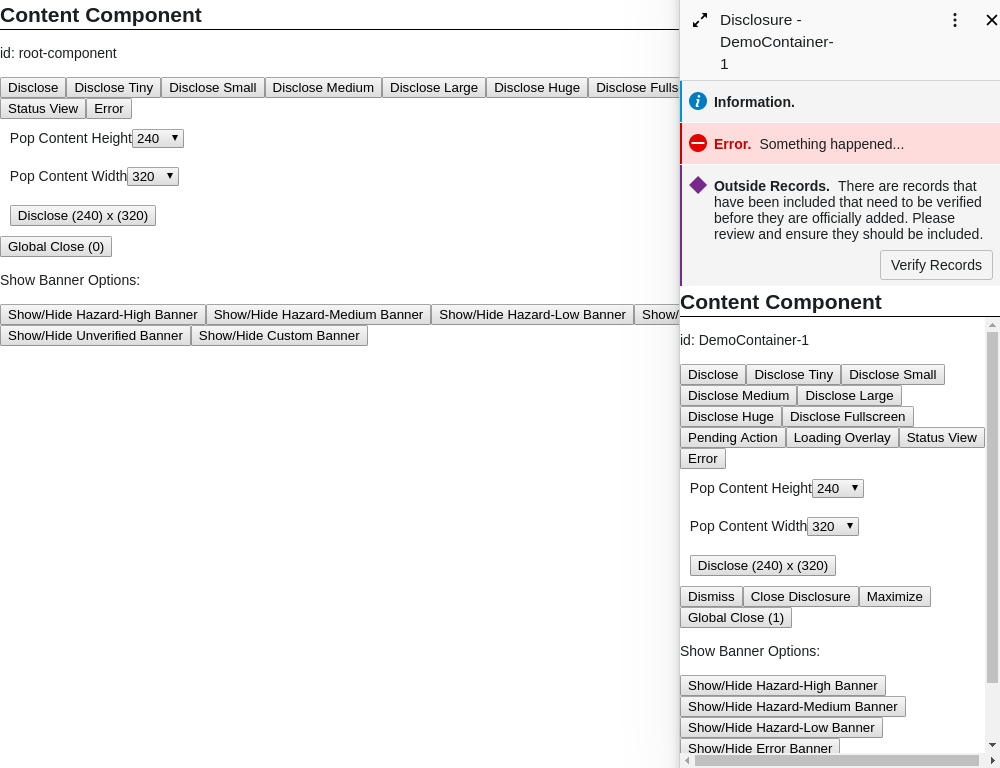 Content Component
id: root-component
Disclose Disclose Tiny Disclose Small Disclose Medium Disclose Large Disclose Huge Disclose Fulls
Status View Error
Pop Content Height 240
Pop Content Width 320
Disclose (240) x (320)
Global Close (0)
Show Banner Options:
Show/Hide Hazard-High Banner Show/Hide Hazard-Medium Banner Show/Hide Hazard-Low Banner Show/
Show/Hide Unverified Banner Show/Hide Custom Banner
Disclosure -
DemoContainer-
1
Information.
Error. Something happened...
Outside Records. There are records that
have been included that need to be verified
before they are officially added. Please
review and ensure they should be included.
Verify Records
Content Component
id: DemoContainer-1
Disclose Disclose Tiny Disclose Small
Disclose Medium Disclose Large
Disclose Huge Disclose Fullscreen
Pending Action Loading Overlay Status View
Error
Pop Content Height 240
Pop Content Width 320
Disclose (240) x (320)
Dismiss Close Disclosure Maximize
Global Close (1)
Show Banner Options:
Show/Hide Hazard-High Banner
Show/Hide Hazard-Medium Banner
Show/Hide Hazard-Low Banner
Show/Hide Error Banner